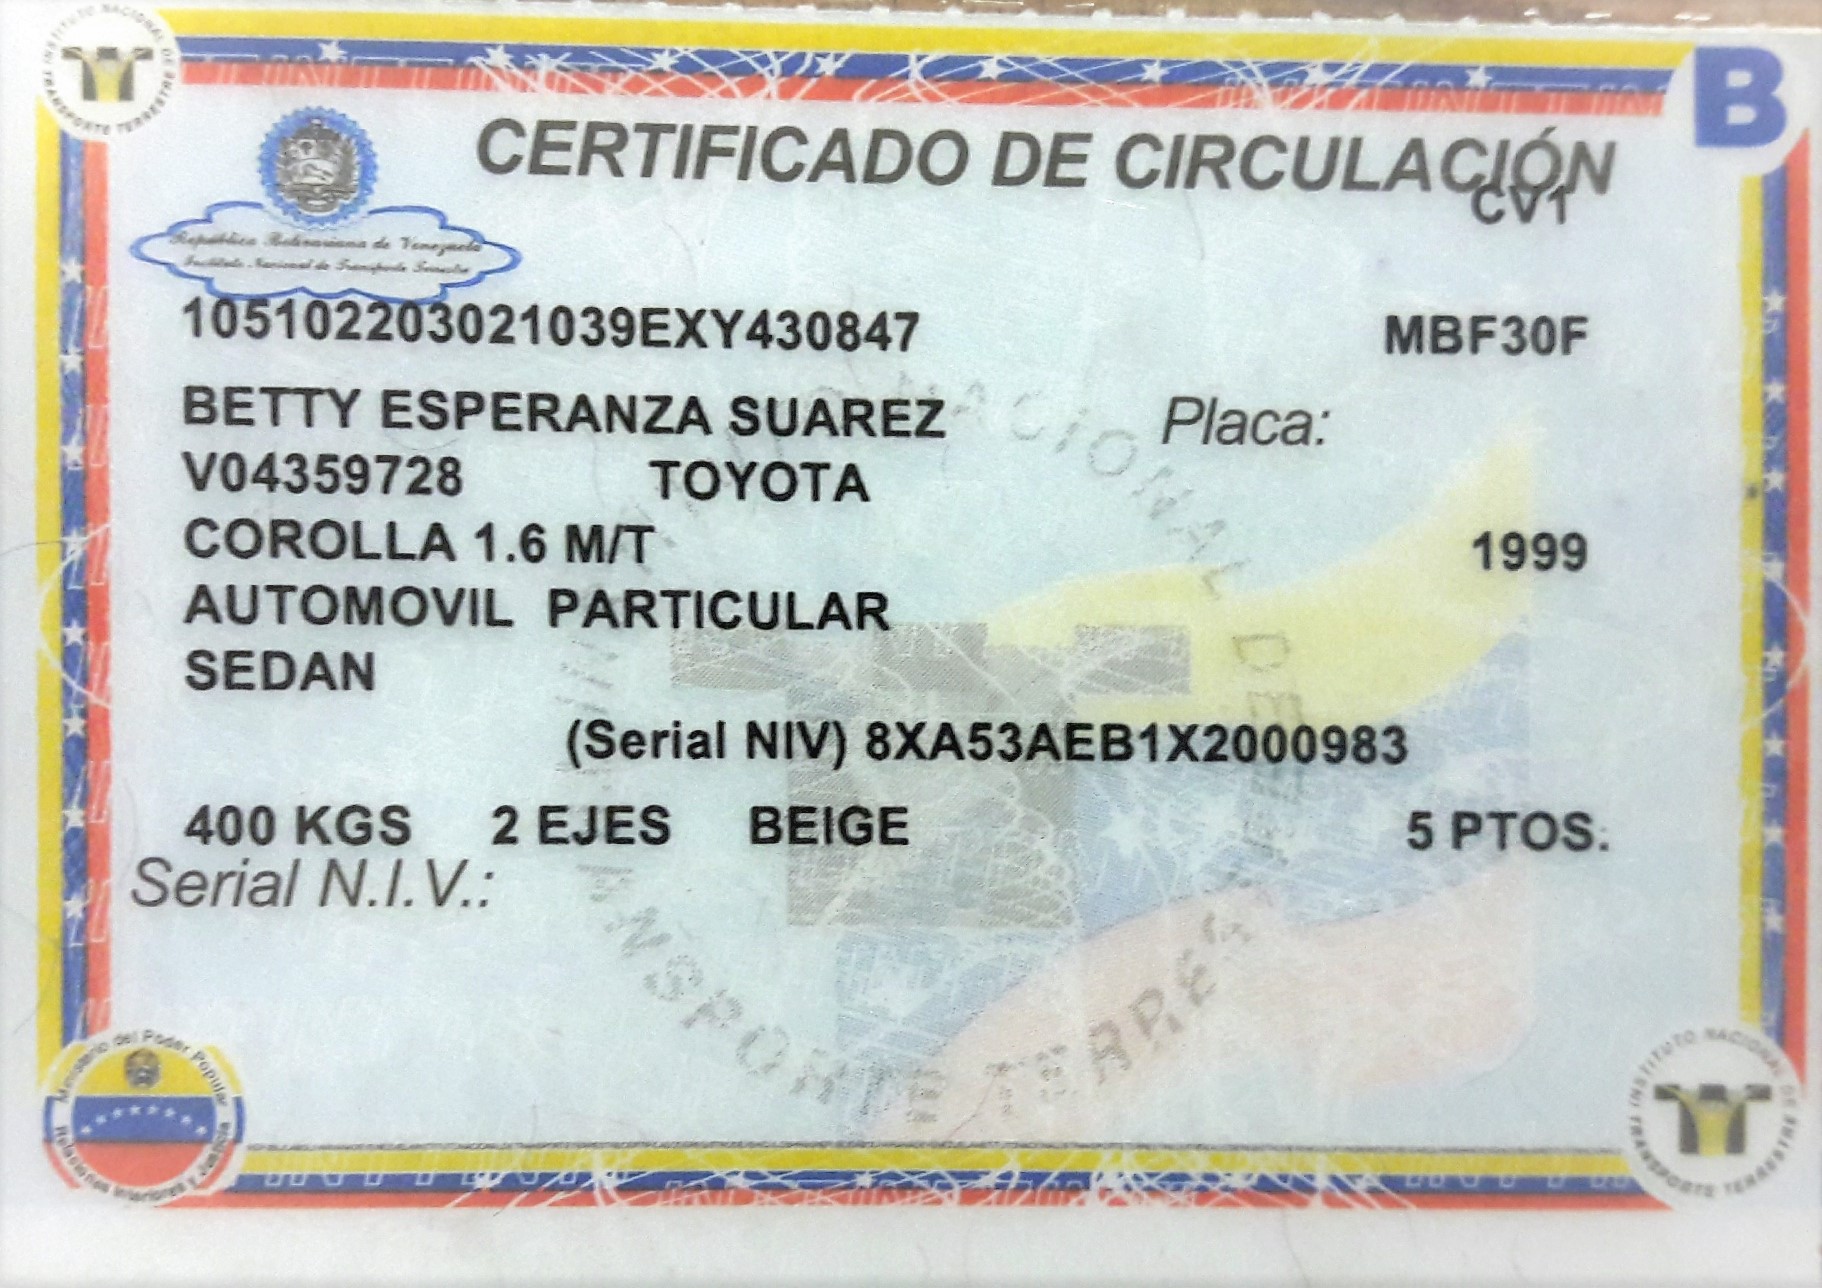 INSTITUTO NACIONAL DE TRANSPORTE TERRESTRE
B
CERTIFICADO DE CIRCULACIÓN
CV1
República Bolivariana de Venezuela
Instituto Nacional de Transporte Terrestre
105102203021039EXY430847 MBF30F
BETTY ESPERANZA SUAREZ Placa:
V04359728 TOYOTA
COROLLA 1.6 M/T 1999
AUTOMOVIL PARTICULAR
SEDAN
(Serial NIV) 8XA53AEB1X2000983
400 KGS 2 EJES BEIGE 5 PTOS.
Serial N.I.V.:
NACIONAL DE TRANSPORTE TERRESTRE
Ministerio del Poder Popular
Relaciones Interiores y Justicia
INSTITUTO NACIONAL DE TRANSPORTE TERRESTRE